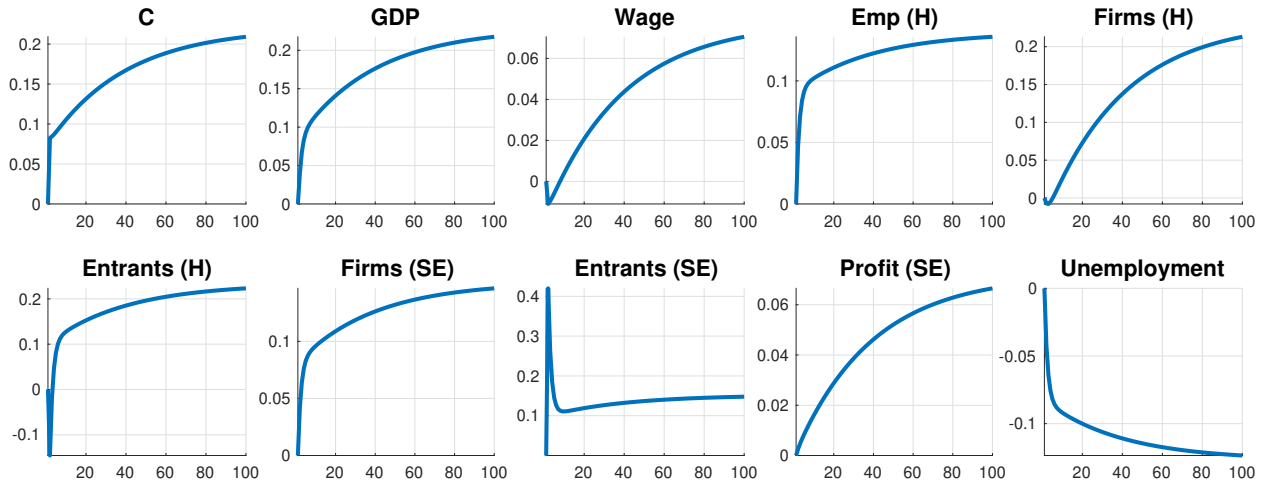 C GDP Wage Emp (H) Firms (H)
0.2 0.2 0.06 0.1 0.2
0.15 0.15 0.04 0.15
0.1 0.1 0.02 0.1
0.05 0.05 0 0.05
0 0 0 0
20 40 60 80 100 20 40 60 80 100 20 40 60 80 100 20 40 60 80 100 20 40 60 80 100
Entrants (H) Firms (SE) Entrants (SE) Profit (SE) Unemployment
0.2 0.1 0.4 0.06 0
0.1 0.05 0.3 0.04 -0.05
0 0 0.2 0.02 -0.1
-0.1 0.1 0
20 40 60 80 100 20 40 60 80 100 20 40 60 80 100 20 40 60 80 100 20 40 60 80 100